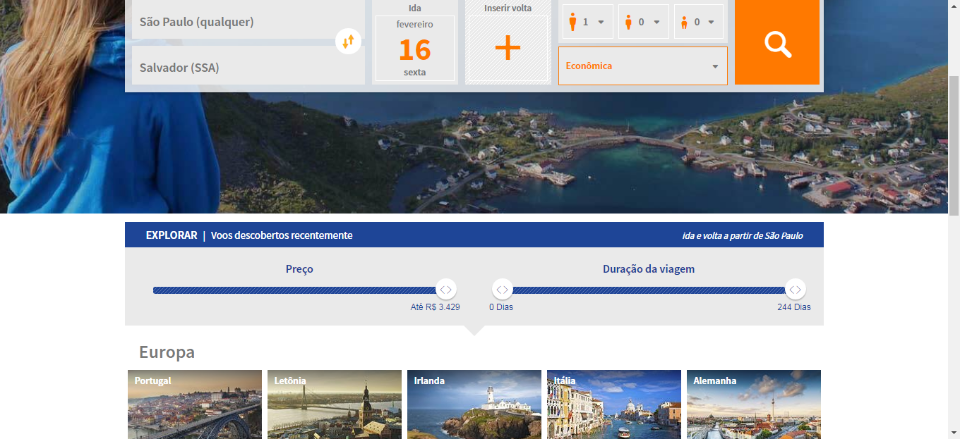 São Paulo (qualquer)
Salvador (SSA)
Ida
fevereiro
16
sexta
Inserir volta
+
1
0
0
Econômica
EXPLORAR | Voos descobertos recentemente
Ida e volta a partir de São Paulo
Preço
Até R$ 3.429
Duração da viagem
0 Dias
244 Dias
Europa
Portugal
Letônia
Irlanda
Itália
Alemanha